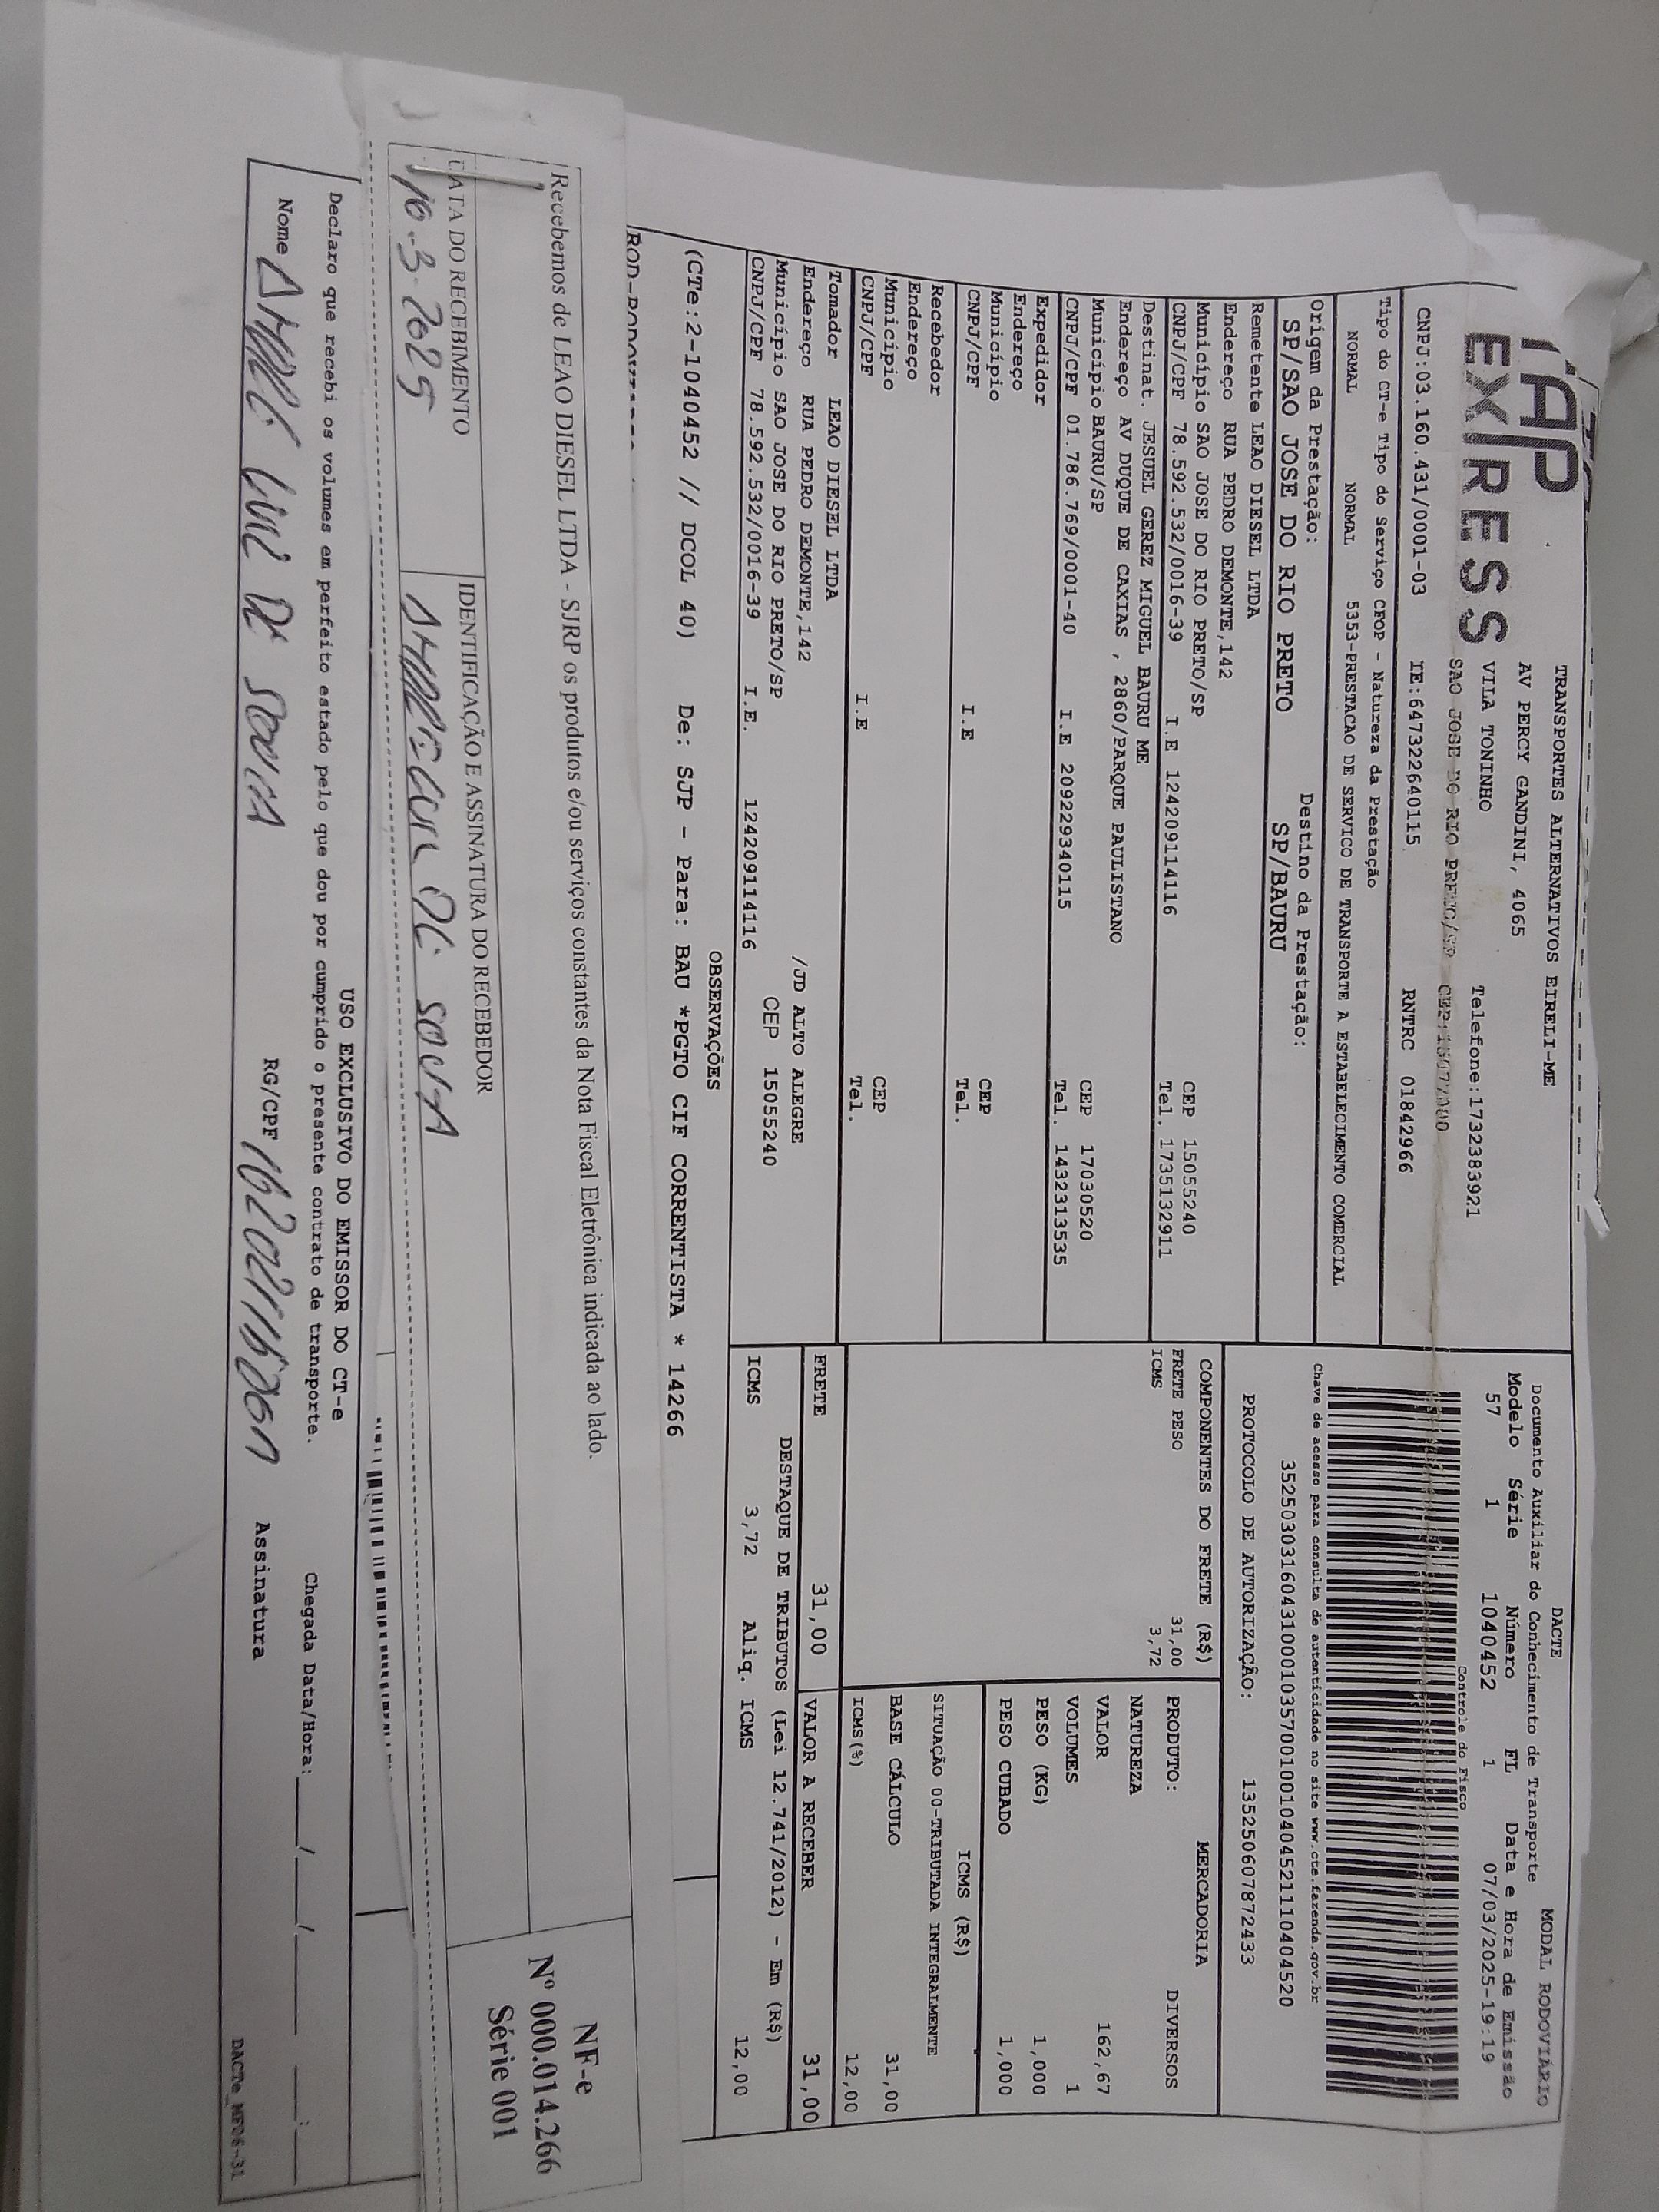 TAP
EXPRESS
TRANSPORTES ALTERNATIVOS EIRELI-ME
AV PERCY GANDINI, 4065
VILA TONINHO Telefone:1732383921
SAO JOSE DO RIO PRETO/SP CEP:15077000
CNPJ:03.160.431/0001-03 IE:647322640115 RNTRC 01842966
DACTE MODAL RODOVIÁRIO
Documento Auxiliar do Conhecimento de Transporte
Modelo Série Número FL Data e Hora de Emissão
57 1 1040452 1 07/03/2025-19:19
Controle do Fisco
Chave de acesso para consulta de autenticidade no site www.cte.fazenda.gov.br
35250303160431000103570010010404521110404520
PROTOCOLO DE AUTORIZAÇÃO: 135250607872433
Tipo do CT-e Tipo do Serviço CFOP - Natureza da Prestação
NORMAL NORMAL 5353-PRESTACAO DE SERVICO DE TRANSPORTE A ESTABELECIMENTO COMERCIAL
Origem da Prestação: Destino da Prestação:
SP/SAO JOSE DO RIO PRETO SP/BAURU
Remetente LEAO DIESEL LTDA
Endereço RUA PEDRO DEMONTE,142
Município SAO JOSE DO RIO PRETO/SP CEP 15055240
CNPJ/CPF 78.592.532/0016-39 I.E 124209114116 Tel. 1735132911
Destinat. JESUEL GEREZ MIGUEL BAURU ME
Endereço AV DUQUE DE CAXIAS , 2860/PARQUE PAULISTANO
Município BAURU/SP CEP 17030520
CNPJ/CPF 01.786.769/0001-40 I.E 209229340115 Tel. 1432313535
Expedidor
Endereço
Município CEP
CNPJ/CPF I.E Tel.
Recebedor
Endereço
Município CEP
CNPJ/CPF I.E Tel.
Tomador LEAO DIESEL LTDA
Endereço RUA PEDRO DEMONTE,142 /JD ALTO ALEGRE
Município SAO JOSE DO RIO PRETO/SP CEP 15055240
CNPJ/CPF 78.592.532/0016-39 I.E. 124209114116
COMPONENTES DO FRETE (R$)
FRETE PESO 31,00
ICMS 3,72
MERCADORIA
PRODUTO: DIVERSOS
NATUREZA
VALOR 162,67
VOLUMES 1
PESO (KG) 1,000
PESO CUBADO 1,000
ICMS (R$)
SITUAÇÃO 00-TRIBUTADA INTEGRALMENTE
BASE CÁLCULO 31,00
ICMS(%) 12,00
FRETE 31,00 VALOR A RECEBER 31,00
DESTAQUE DE TRIBUTOS (Lei 12.741/2012) - Em (R$)
ICMS 3,72 Aliq. ICMS 12,00
OBSERVAÇÕES
(CTe:2-1040452 // DCOL 40) De: SJP - Para: BAU *PGTO CIF CORRENTISTA * 14266
Recebemos de LEAO DIESEL LTDA - SJRP os produtos e/ou serviços constantes da Nota Fiscal Eletrônica indicada ao lado.
DATA DO RECEBIMENTO IDENTIFICAÇÃO E ASSINATURA DO RECEBEDOR
10.3.2025
NF-e
Nº 000.014.266
Série 001
USO EXCLUSIVO DO EMISSOR DO CT-e
Declaro que recebi os volumes em perfeito estado pelo que dou por cumprido o presente contrato de transporte. Chegada Data/Hora:___/___/_____ ___:___
Nome RG/CPF Assinatura
DACTe_MF06-31